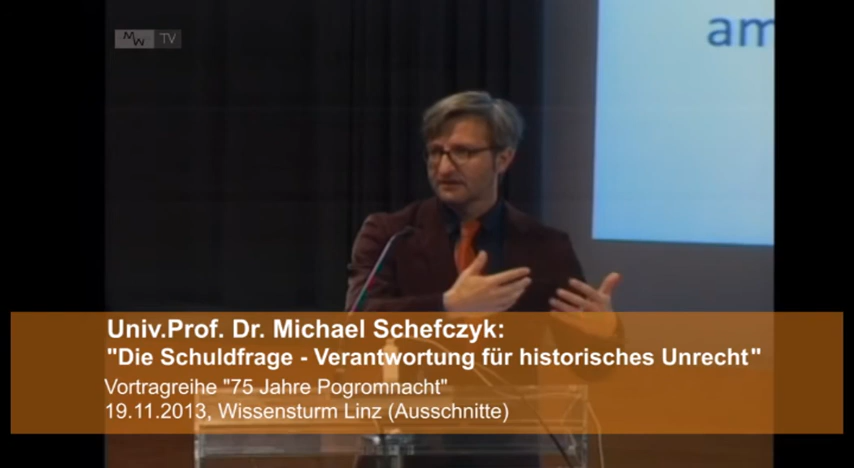 MW TV
am
Univ.Prof. Dr. Michael Schefczyk:
"Die Schuldfrage - Verantwortung für historisches Unrecht"
Vortragreihe "75 Jahre Pogromnacht"
19.11.2013, Wissensturm Linz (Ausschnitte)